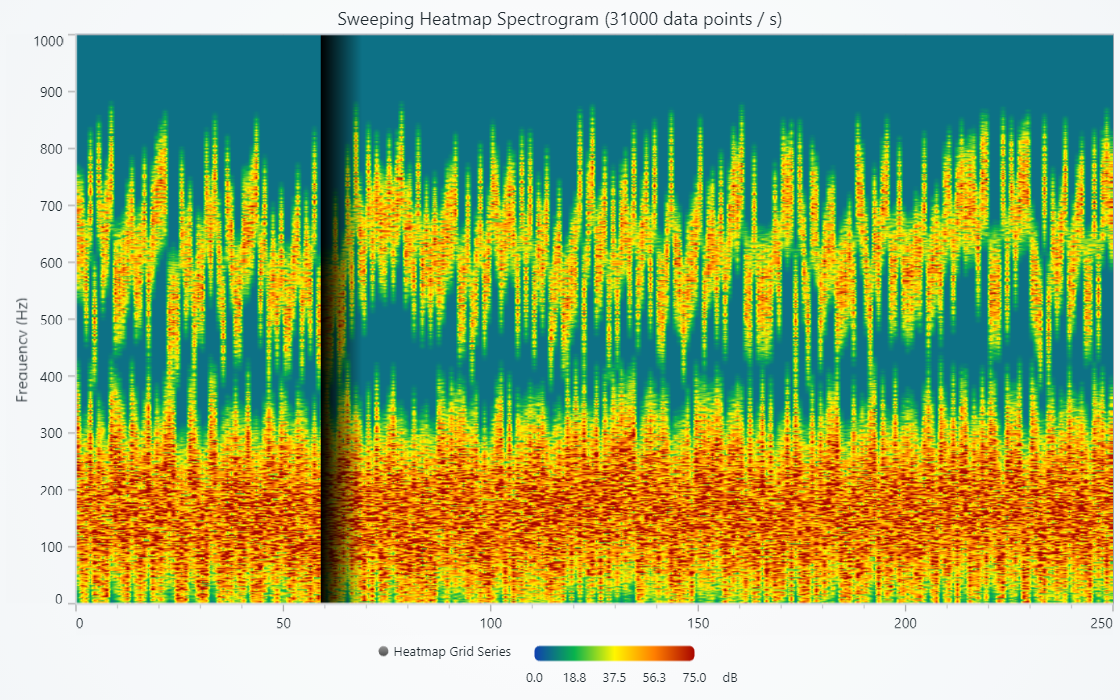 Sweeping Heatmap Spectrogram (31000 data points / s)
1000
900
800
700
600
500
400
300
200
100
0
Frequency (Hz)
0 50 100 150 200 250
Heatmap Grid Series
0.0 18.8 37.5 56.3 75.0 dB